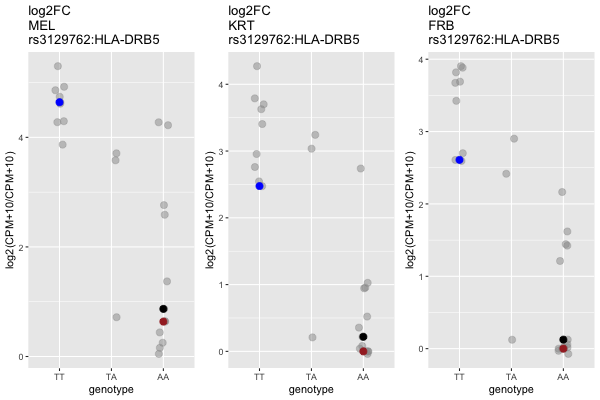 log2FC
MEL
rs3129762:HLA-DRB5
log2(CPM+10/CPM+10)
4
2
0
TT
TA
AA
genotype
log2FC
KRT
rs3129762:HLA-DRB5
log2(CPM+10/CPM+10)
4
3
2
1
0
TT
TA
AA
genotype
log2FC
FRB
rs3129762:HLA-DRB5
log2(CPM+10/CPM+10)
4
3
2
1
0
TT
TA
AA
genotype